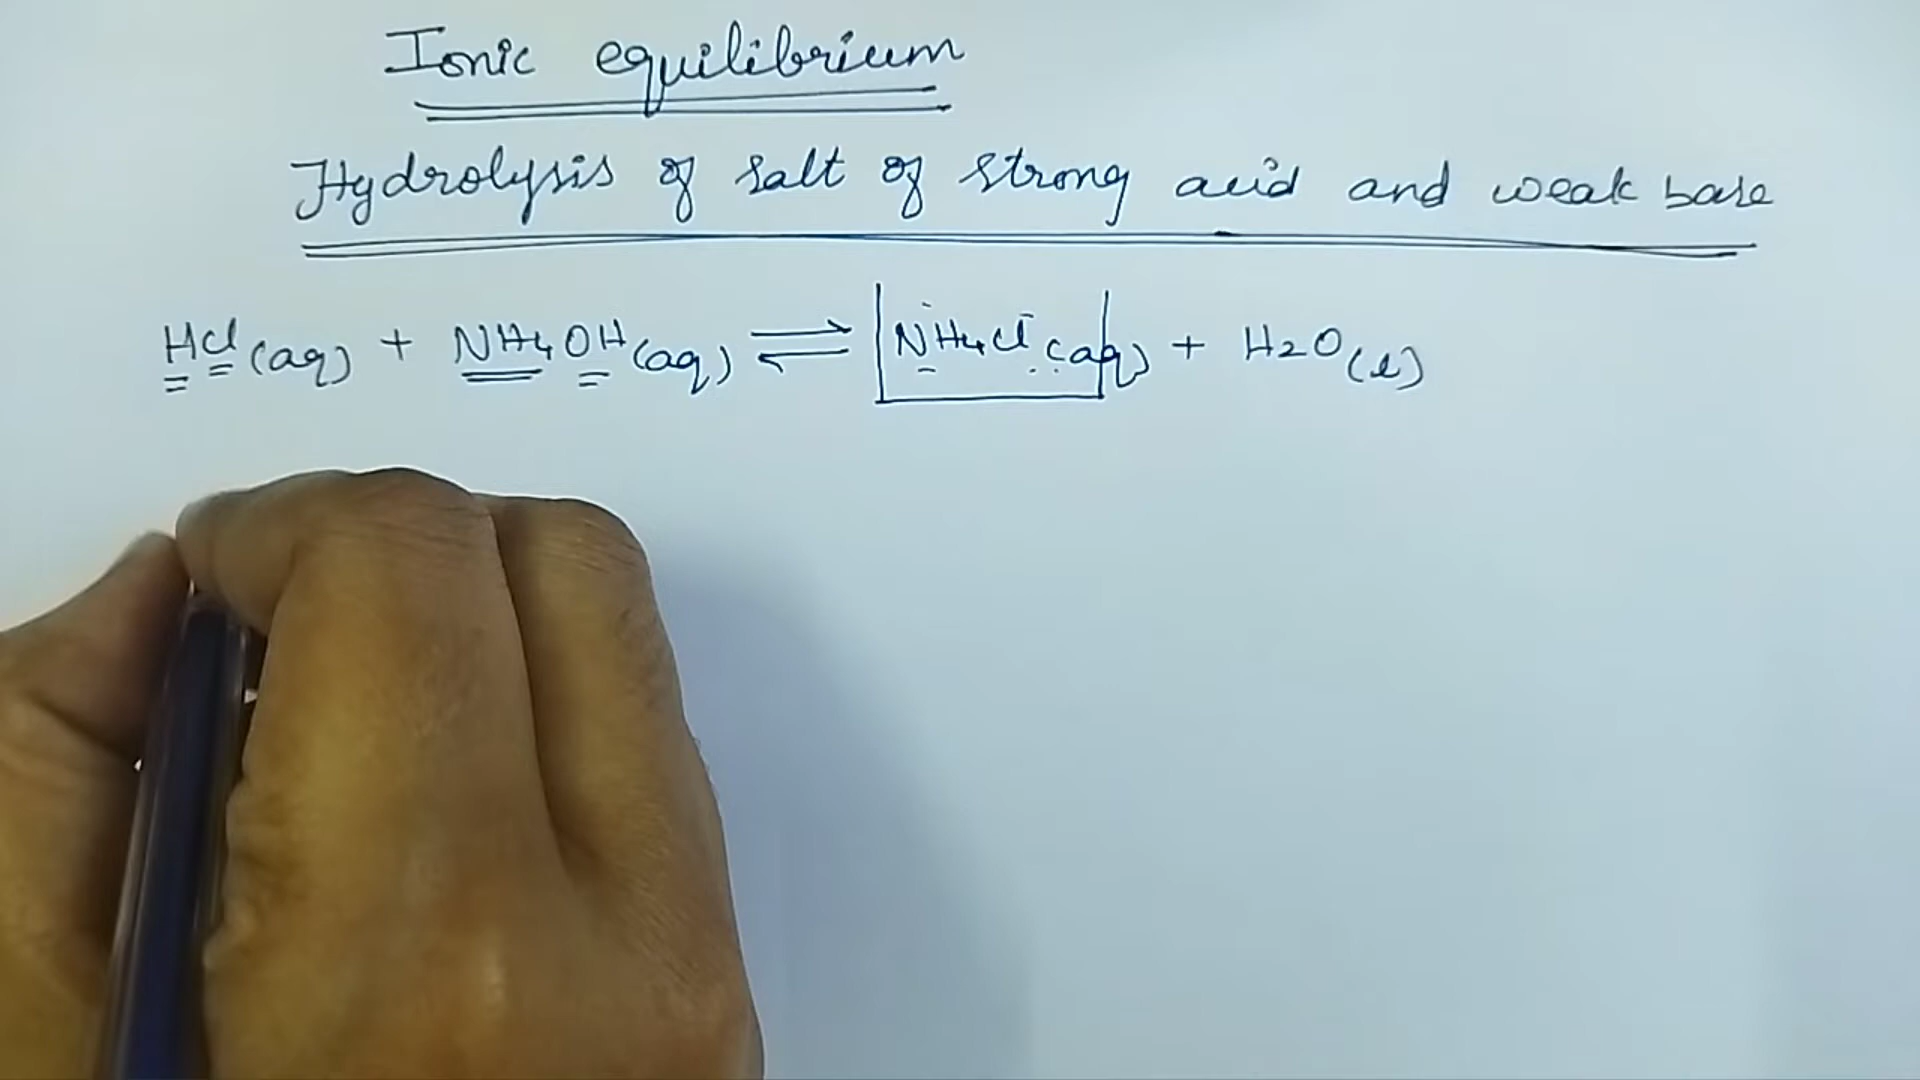 Ionic equilibrium
Hydrolysis of salt of strong acid and weak base
HCl (aq) + NH4OH (aq) ⇌ NH4Cl (aq) + H2O (l)